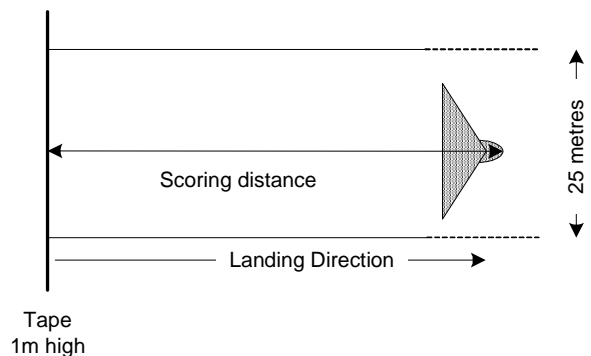 Scoring distance
25 metres
Landing Direction
Tape
1m high